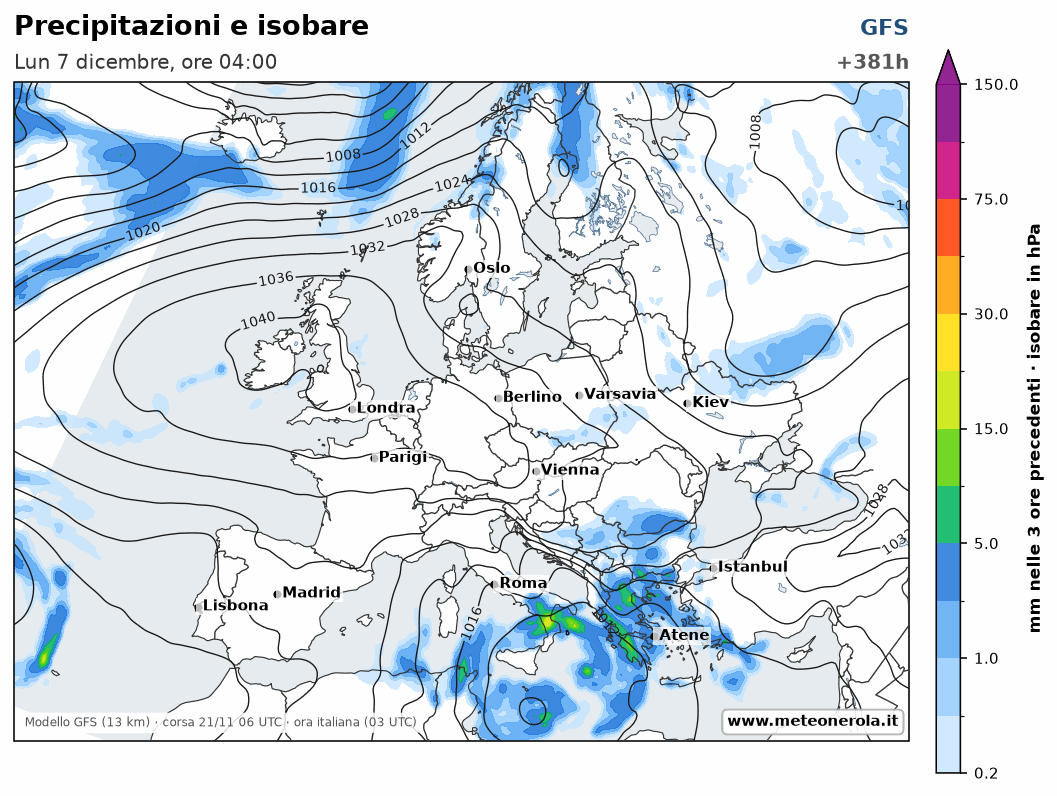 Precipitazioni e isobare
GFS
Lun 7 dicembre, ore 04:00
+381h
150.0
75.0
30.0
15.0
5.0
1.0
0.2
mm nelle 3 ore precedenti · isobare in hPa
1012
1008
1008
1016
1024
1028
1020
1032
1036
1040
Oslo
Berlino
Varsavia
Kiev
Londra
Parigi
Vienna
1028
Istanbul
Roma
Madrid
Lisbona
1016
Atene
Modello GFS (13 km) · corsa 21/11 06 UTC · ora italiana (03 UTC)
www.meteonerola.it